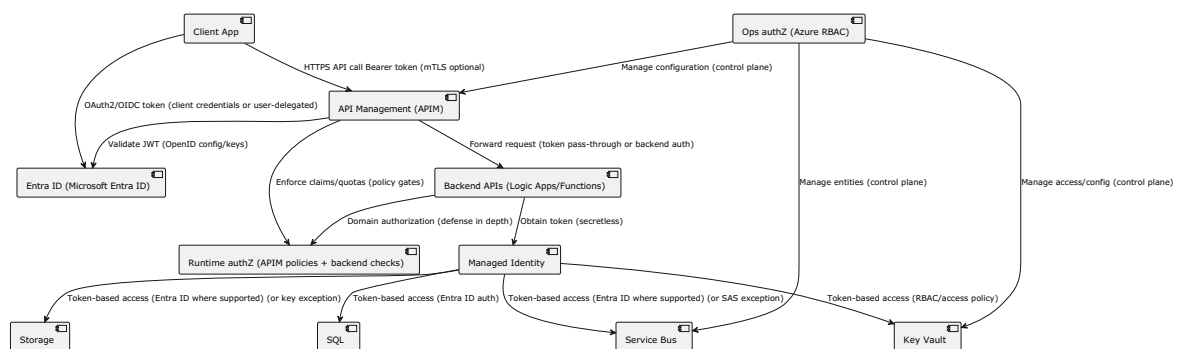 Client App
Ops authZ (Azure RBAC)
HTTPS API call Bearer token (mTLS optional)
Manage configuration (control plane)
OAuth2/OIDC token (client credentials or user-delegated)
API Management (APIM)
Validate JWT (OpenID config/keys)
Forward request (token pass-through or backend auth)
Entra ID (Microsoft Entra ID)
Enforce claims/quotas (policy gates)
Backend APIs (Logic Apps/Functions)
Manage entities (control plane)
Manage access/config (control plane)
Domain authorization (defense in depth)
Obtain token (secretless)
Runtime authZ (APIM policies + backend checks)
Managed Identity
Token-based access (Entra ID where supported) (or key exception)
Token-based access (Entra ID auth)
Token-based access (Entra ID where supported) (or SAS exception)
Token-based access (RBAC/access policy)
Storage
SQL
Service Bus
Key Vault